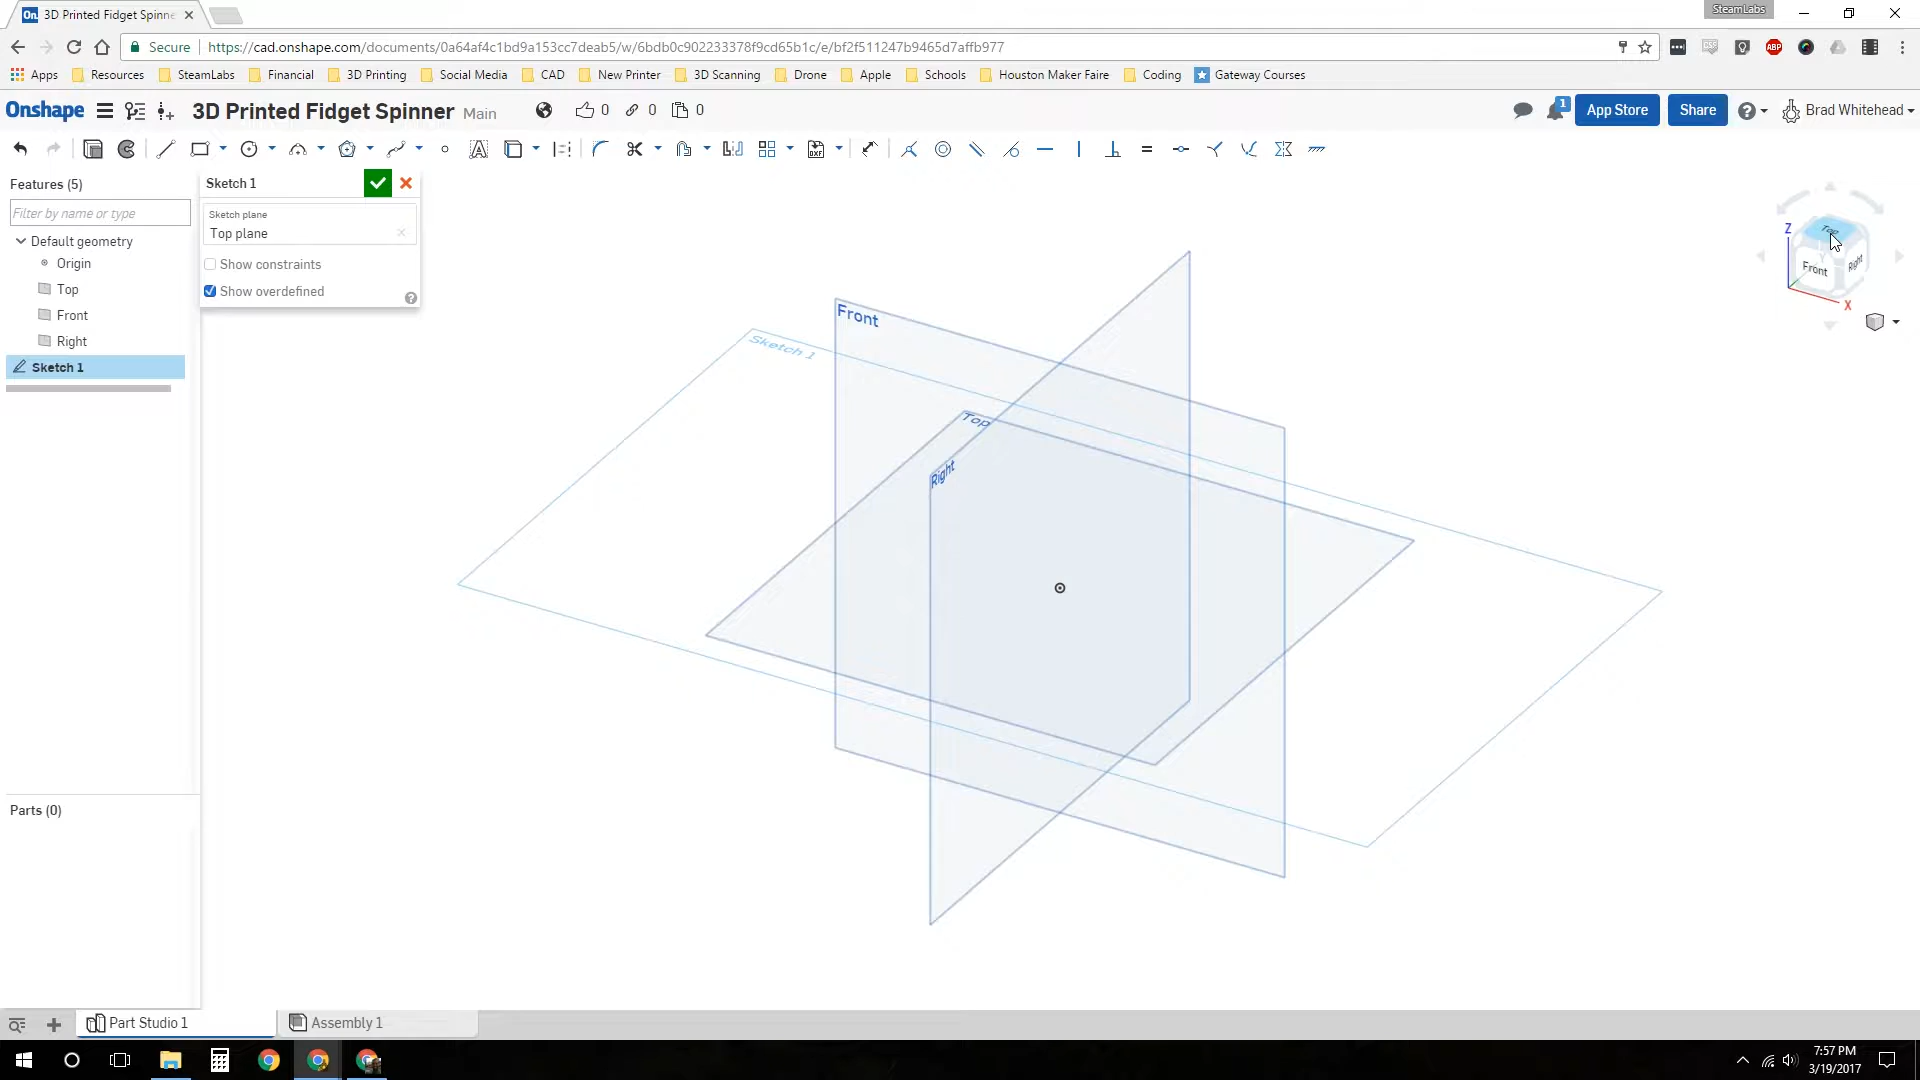 3D Printed Fidget Spinne
SteamLabs
Secure
https://cad.onshape.com/documents/0a64af4c1bd9a153cc7deab5/w/6bdb0c902233378f9cd65b1c/e/bf2f511247b9465d7affb977
ABP
Apps Resources SteamLabs Financial 3D Printing Social Media CAD New Printer 3D Scanning Drone Apple Schools Houston Maker Faire Coding Gateway Courses
Onshape 3D Printed Fidget Spinner Main 0 0 0 1 App Store Share Brad Whitehead
Features (5)
Filter by name or type
Default geometry
Origin
Top
Front
Right
Sketch 1
Parts (0)
Sketch 1
Sketch plane
Top plane
Show constraints
Show overdefined
Front
Sketch 1
Top
Right
Top
Z
Y
Front
Right
X
Part Studio 1
Assembly 1
7:57 PM
3/19/2017